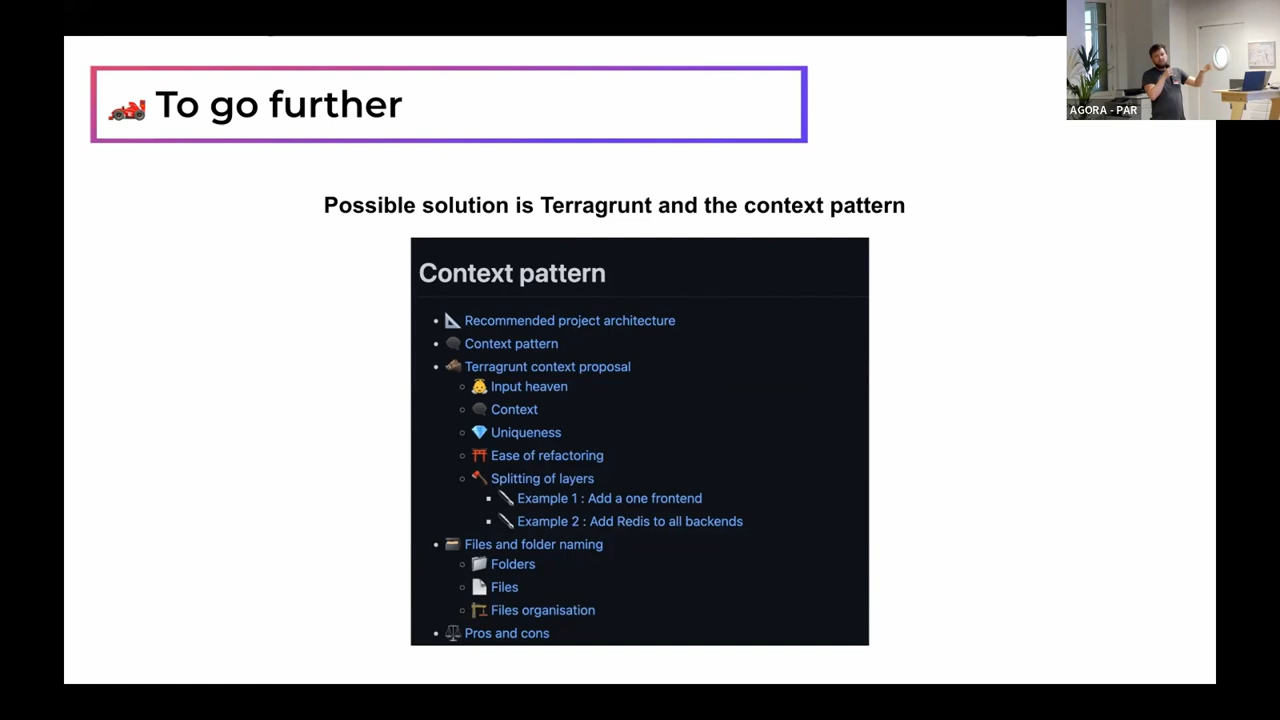 To go further
AGORA - PAR
Possible solution is Terragrunt and the context pattern
Context pattern
Recommended project architecture
Context pattern
Terragrunt context proposal
Input heaven
Context
Uniqueness
Ease of refactoring
Splitting of layers
Example 1 : Add a one frontend
Example 2 : Add Redis to all backends
Files and folder naming
Folders
Files
Files organisation
Pros and cons